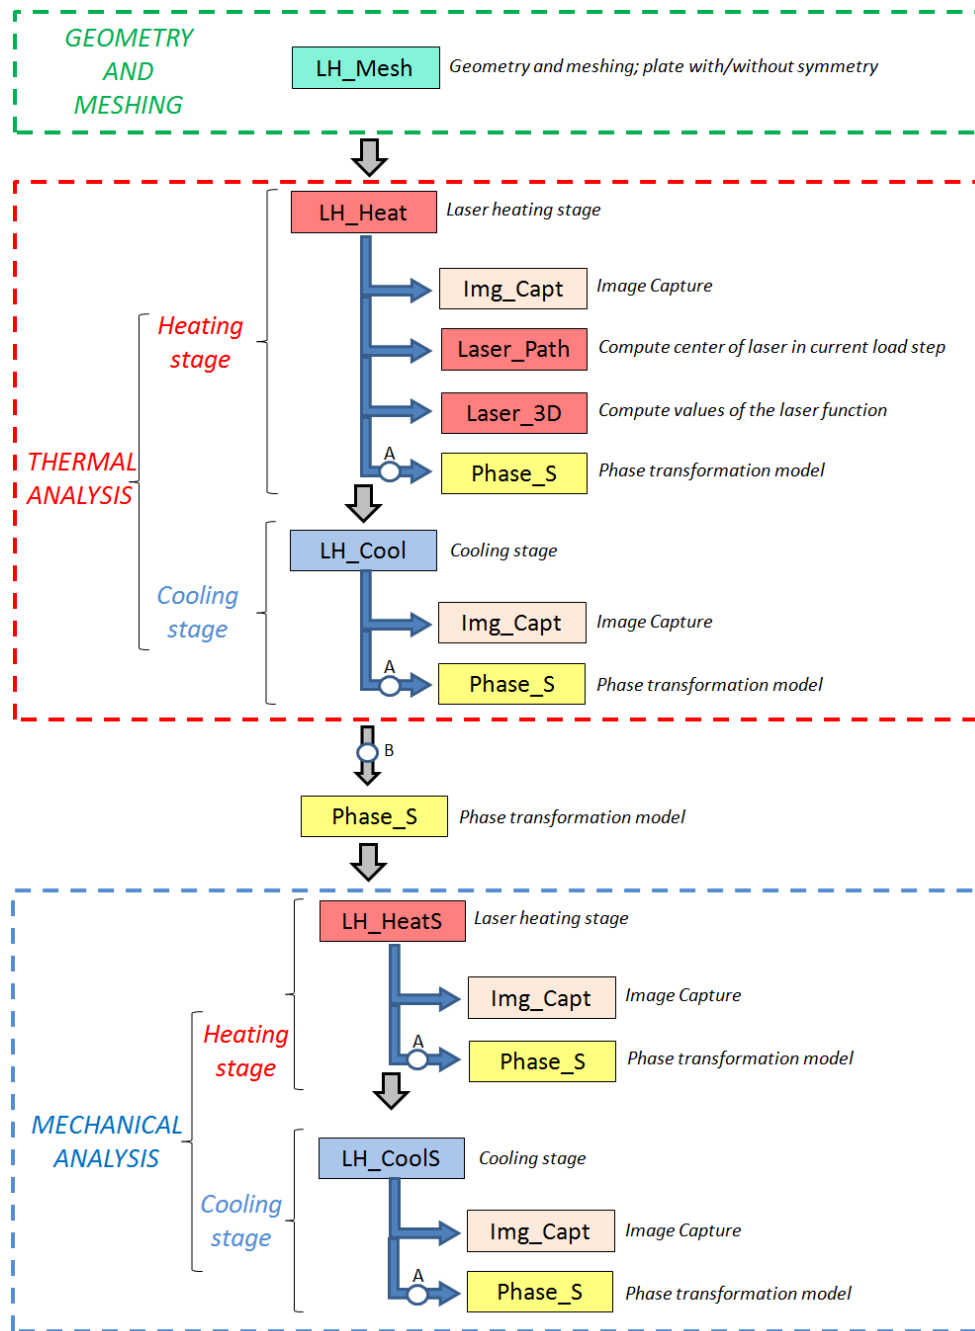 GEOMETRY
AND
MESHING
LH_Mesh
Geometry and meshing; plate with/without symmetry
LH_Heat
Laser heating stage
Img_Capt
Image Capture
Heating
stage
Laser_Path
Compute center of laser in current load step
Laser_3D
Compute values of the laser function
THERMAL
ANALYSIS
A
Phase_S
Phase transformation model
LH_Cool
Cooling stage
Cooling
stage
Img_Capt
Image Capture
A
Phase_S
Phase transformation model
B
Phase_S
Phase transformation model
LH_HeatS
Laser heating stage
Img_Capt
Image Capture
Heating
stage
A
Phase_S
Phase transformation model
MECHANICAL
ANALYSIS
LH_CoolS
Cooling stage
Cooling
stage
Img_Capt
Image Capture
A
Phase_S
Phase transformation model